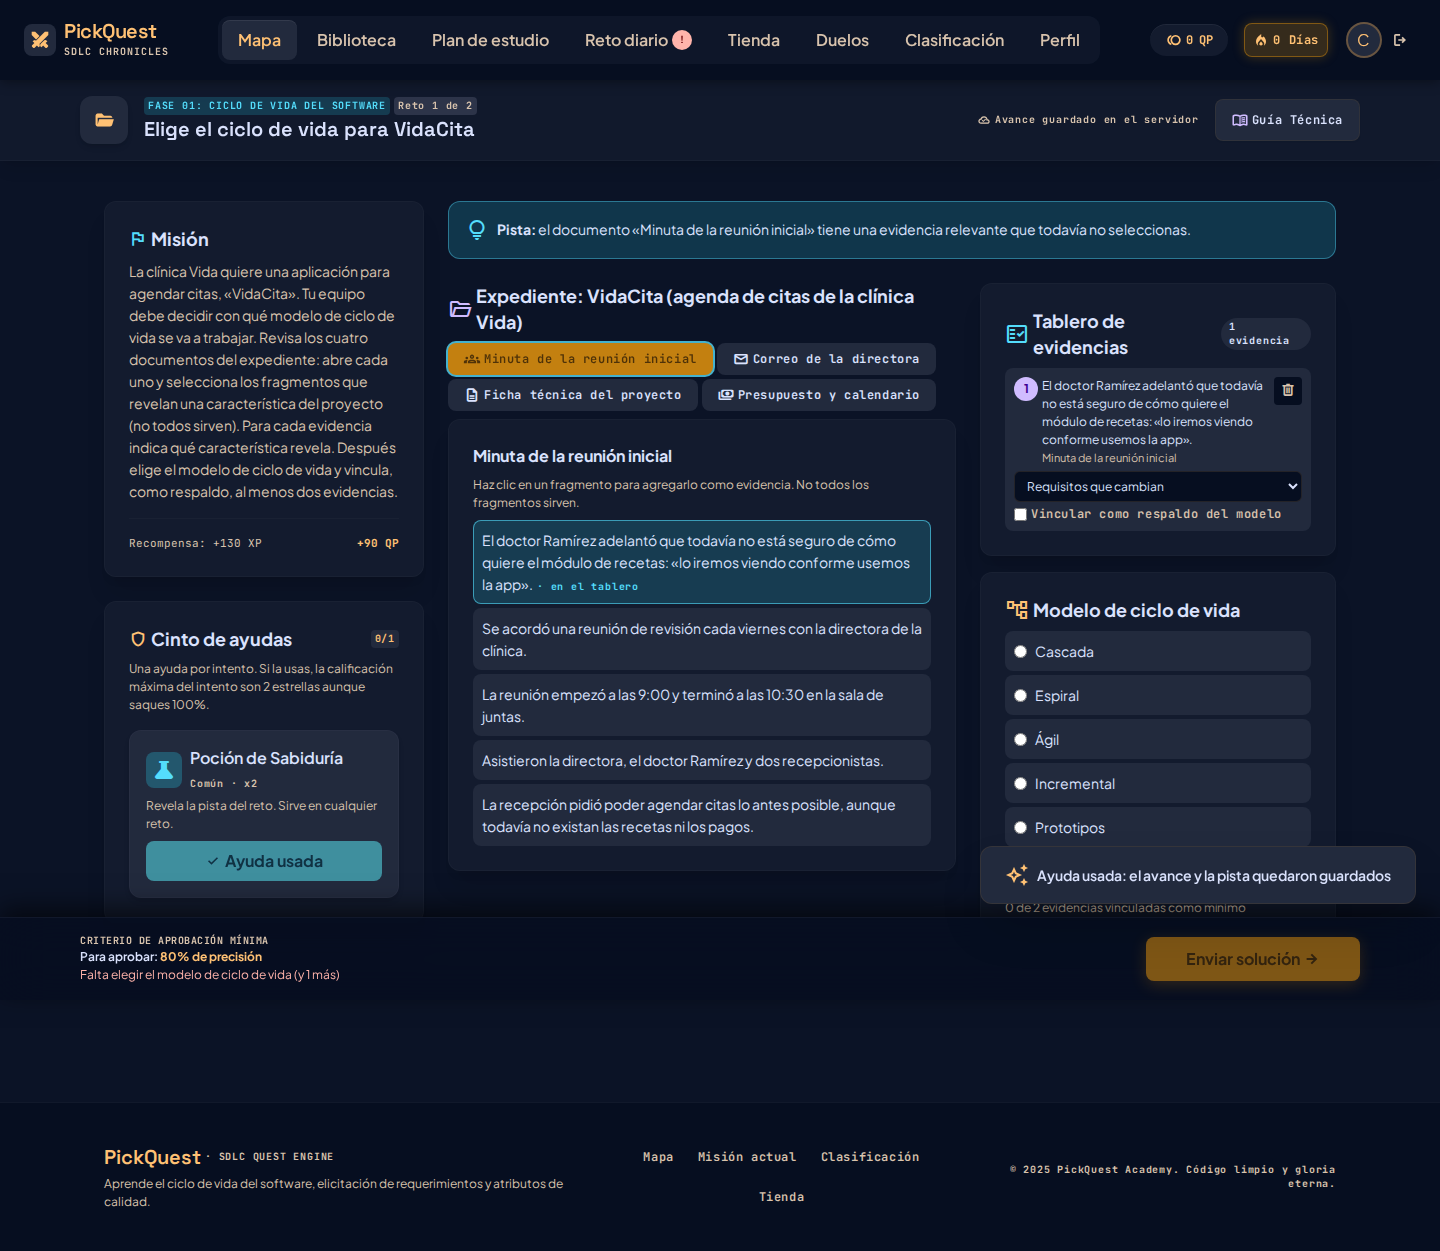 PickQuest
SDLC CHRONICLES
Mapa
Biblioteca
Plan de estudio
Reto diario !
Tienda
Duelos
Clasificación
Perfil
0 QP
0 Días
C
FASE 01: CICLO DE VIDA DEL SOFTWARE
Reto 1 de 2
Elige el ciclo de vida para VidaCita
Avance guardado en el servidor
Guía Técnica
Misión
La clínica Vida quiere una aplicación para
agendar citas, «VidaCita». Tu equipo
debe decidir con qué modelo de ciclo de
vida se va a trabajar. Revisa los cuatro
documentos del expediente: abre cada
uno y selecciona los fragmentos que
revelan una característica del proyecto
(no todos sirven). Para cada evidencia
indica qué característica revela. Después
elige el modelo de ciclo de vida y vincula,
como respaldo, al menos dos evidencias.
Recompensa: +130 XP
+90 QP
Cinto de ayudas
0/1
Una ayuda por intento. Si la usas, la calificación
máxima del intento son 2 estrellas aunque
saques 100%.
Poción de Sabiduría
Común · x2
Revela la pista del reto. Sirve en cualquier
reto.
Ayuda usada
Pista: el documento «Minuta de la reunión inicial» tiene una evidencia relevante que todavía no seleccionas.
Expediente: VidaCita (agenda de citas de la clínica
Vida)
Minuta de la reunión inicial
Correo de la directora
Ficha técnica del proyecto
Presupuesto y calendario
Minuta de la reunión inicial
Haz clic en un fragmento para agregarlo como evidencia. No todos los
fragmentos sirven.
El doctor Ramírez adelantó que todavía no está seguro de cómo
quiere el módulo de recetas: «lo iremos viendo conforme usemos
la app». · en el tablero
Se acordó una reunión de revisión cada viernes con la directora de la
clínica.
La reunión empezó a las 9:00 y terminó a las 10:30 en la sala de
juntas.
Asistieron la directora, el doctor Ramírez y dos recepcionistas.
La recepción pidió poder agendar citas lo antes posible, aunque
todavía no existan las recetas ni los pagos.
Tablero de
evidencias
1
evidencia
1
El doctor Ramírez adelantó que todavía
no está seguro de cómo quiere el
módulo de recetas: «lo iremos viendo
conforme usemos la app».
Minuta de la reunión inicial
Requisitos que cambian
Vincular como respaldo del modelo
Modelo de ciclo de vida
Cascada
Espiral
Ágil
Incremental
Prototipos
Ayuda usada: el avance y la pista quedaron guardados
0 de 2 evidencias vinculadas como mínimo
CRITERIO DE APROBACIÓN MÍNIMA
Para aprobar: 80% de precisión
Falta elegir el modelo de ciclo de vida (y 1 más)
Enviar solución
PickQuest · SDLC QUEST ENGINE
Aprende el ciclo de vida del software, elicitación de requerimientos y atributos de
calidad.
Mapa
Misión actual
Clasificación
Tienda
© 2025 PickQuest Academy. Código limpio y gloria
eterna.